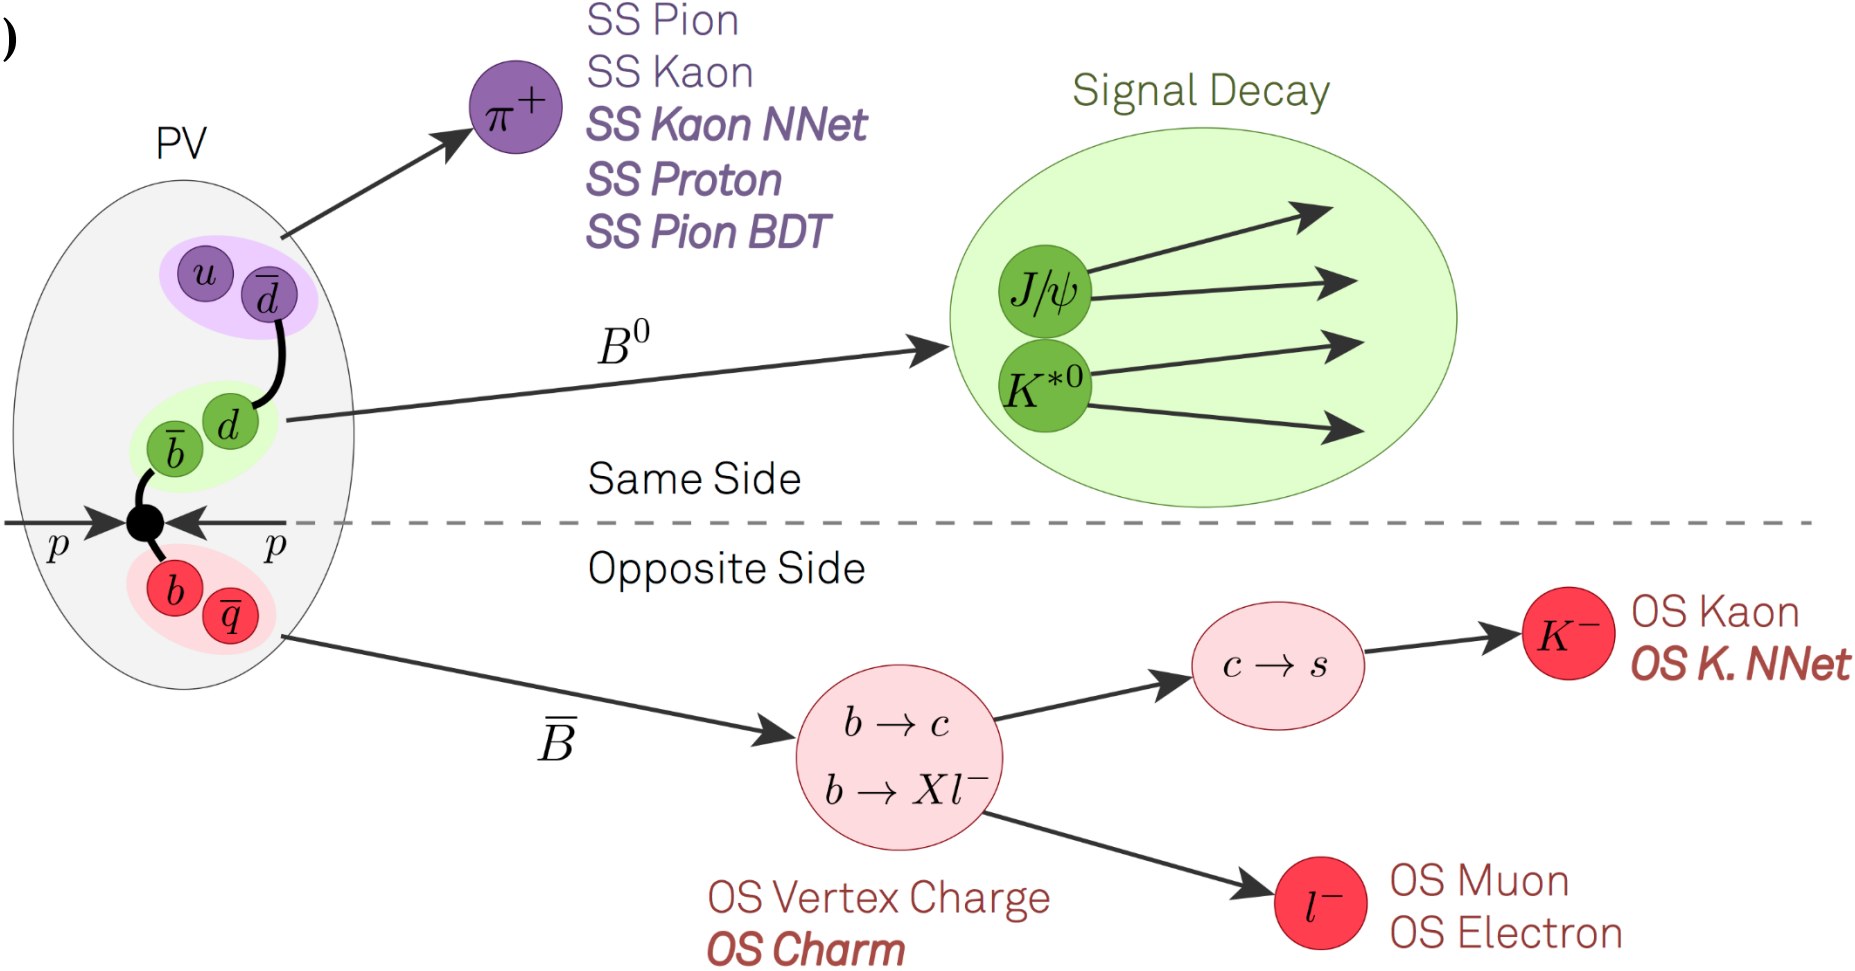 )
SS Pion
SS Kaon
SS Kaon NNet
SS Proton
SS Pion BDT
π⁺
PV
Signal Decay
u
d̅
J/ψ
B⁰
K*⁰
d
b̅
Same Side
p
p
Opposite Side
b
q̅
B̅
c → s
K⁻
OS Kaon
OS K. NNet
b → c
b → Xl⁻
OS Vertex Charge
OS Charm
l⁻
OS Muon
OS Electron